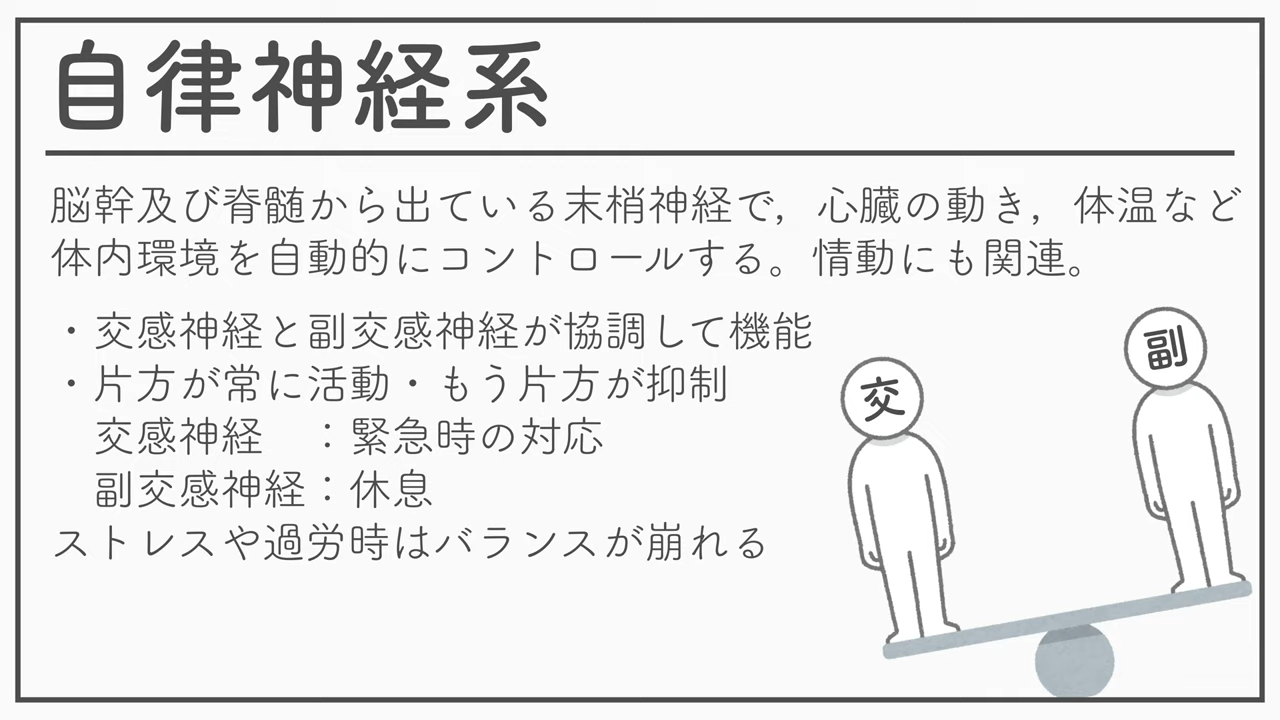 自律神経系
脳幹及び脊髄から出ている末梢神経で，心臓の動き，体温など
体内環境を自動的にコントロールする。情動にも関連。
・交感神経と副交感神経が協調して機能
・片方が常に活動・もう片方が抑制
　交感神経　：緊急時の対応
　副交感神経：休息
ストレスや過労時はバランスが崩れる
交
副